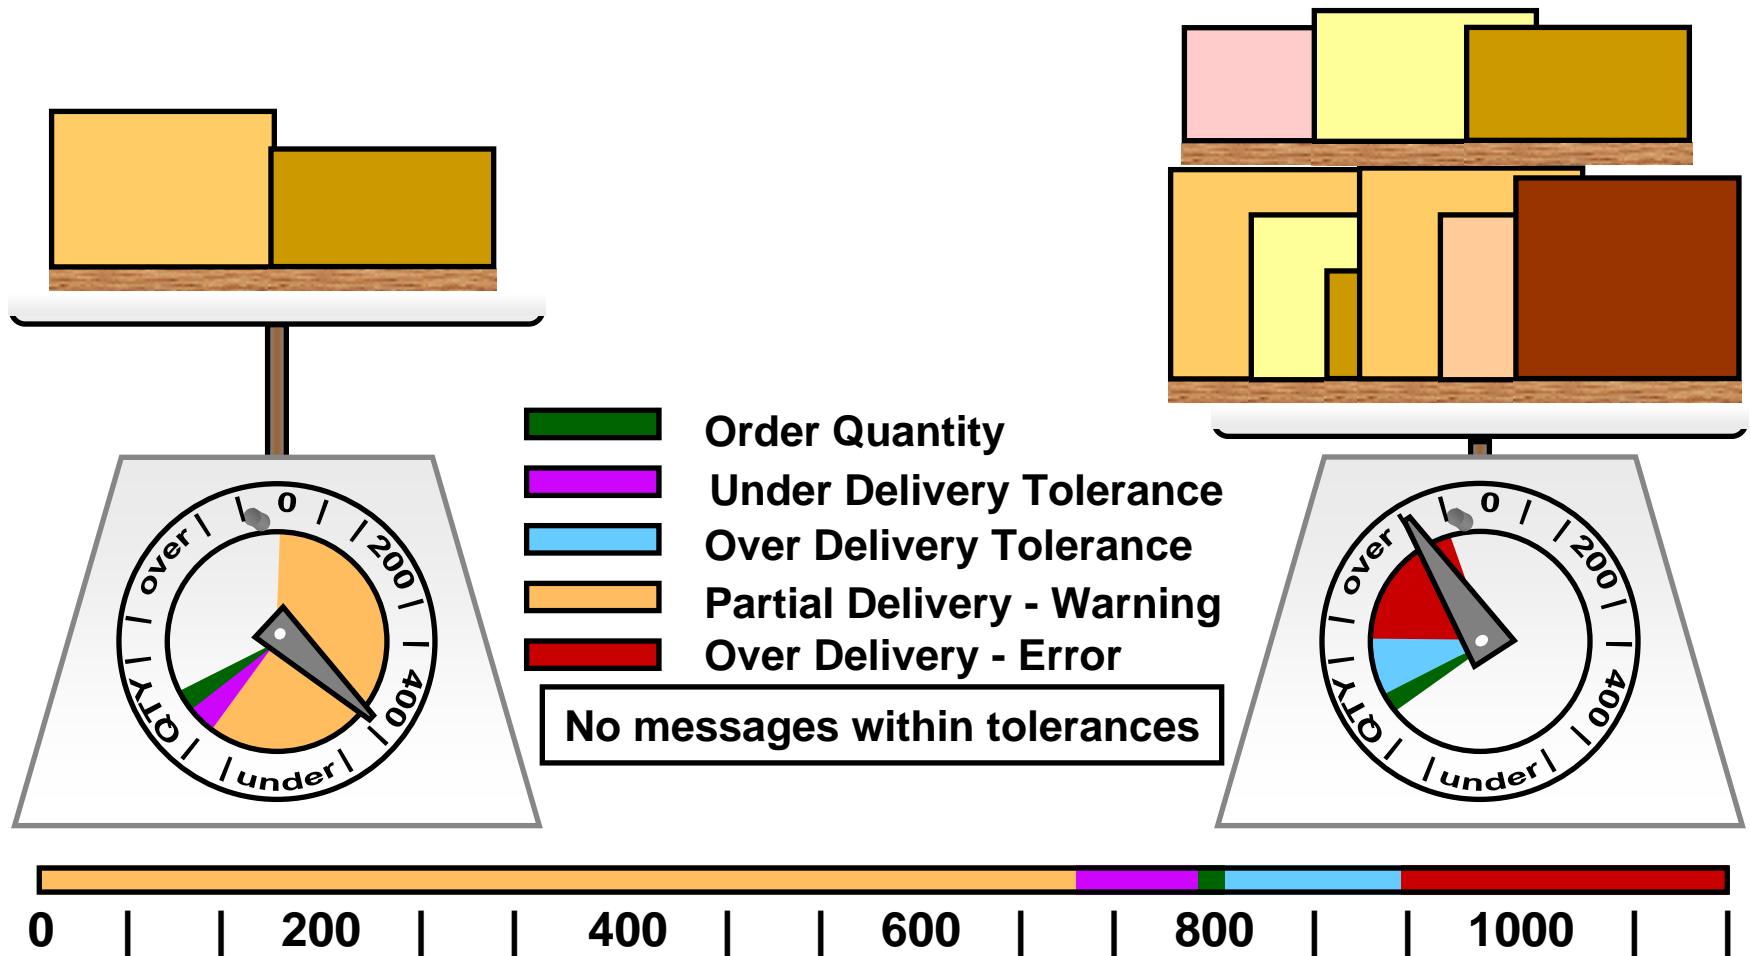 0 | | 200 | | 400 | | under | | QTY | | over | |
Order Quantity
Under Delivery Tolerance
Over Delivery Tolerance
Partial Delivery - Warning
Over Delivery - Error
No messages within tolerances
0 | | 200 | | 400 | | under | | QTY | | over | |
0 | | 200 | | 400 | | 600 | | 800 | | 1000 | |